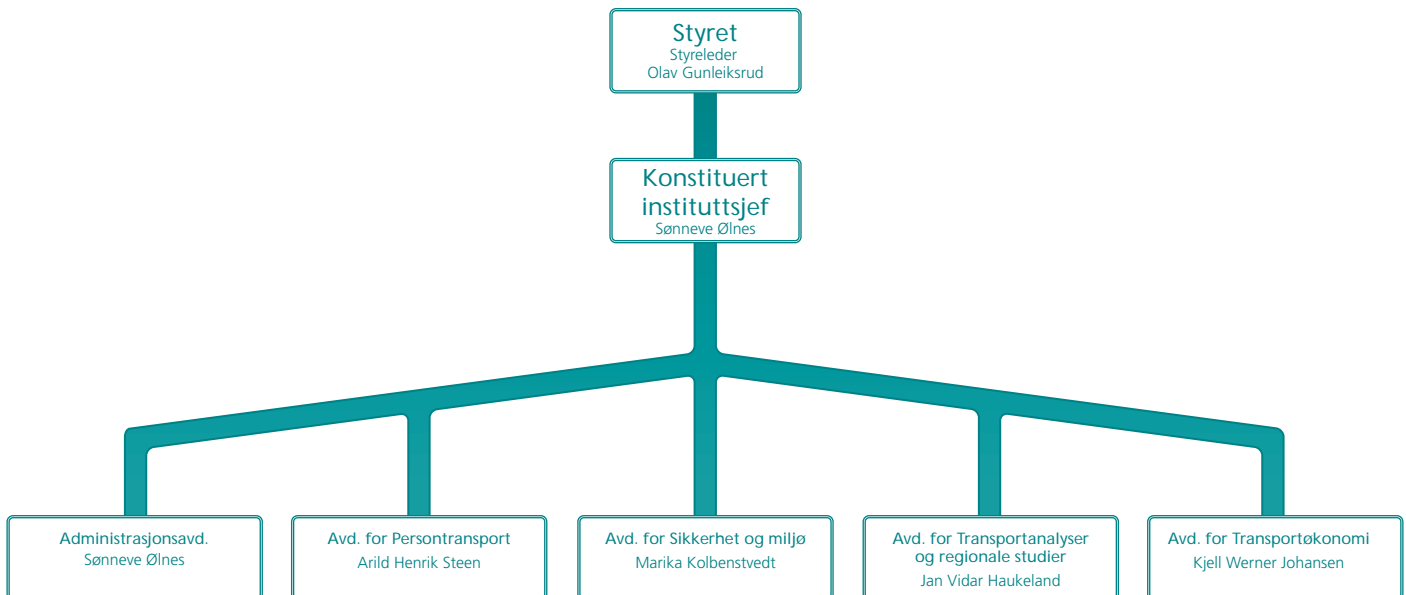 Styret
Styreleder
Olav Gunleiksrud
Konstituert
instituttsjef
Sønneve Ølnes
Administrasjonsavd.
Sønneve Ølnes
Avd. for Persontransport
Arild Henrik Steen
Avd. for Sikkerhet og miljø
Marika Kolbenstvedt
Avd. for Transportanalyser
og regionale studier
Jan Vidar Haukeland
Avd. for Transportøkonomi
Kjell Werner Johansen